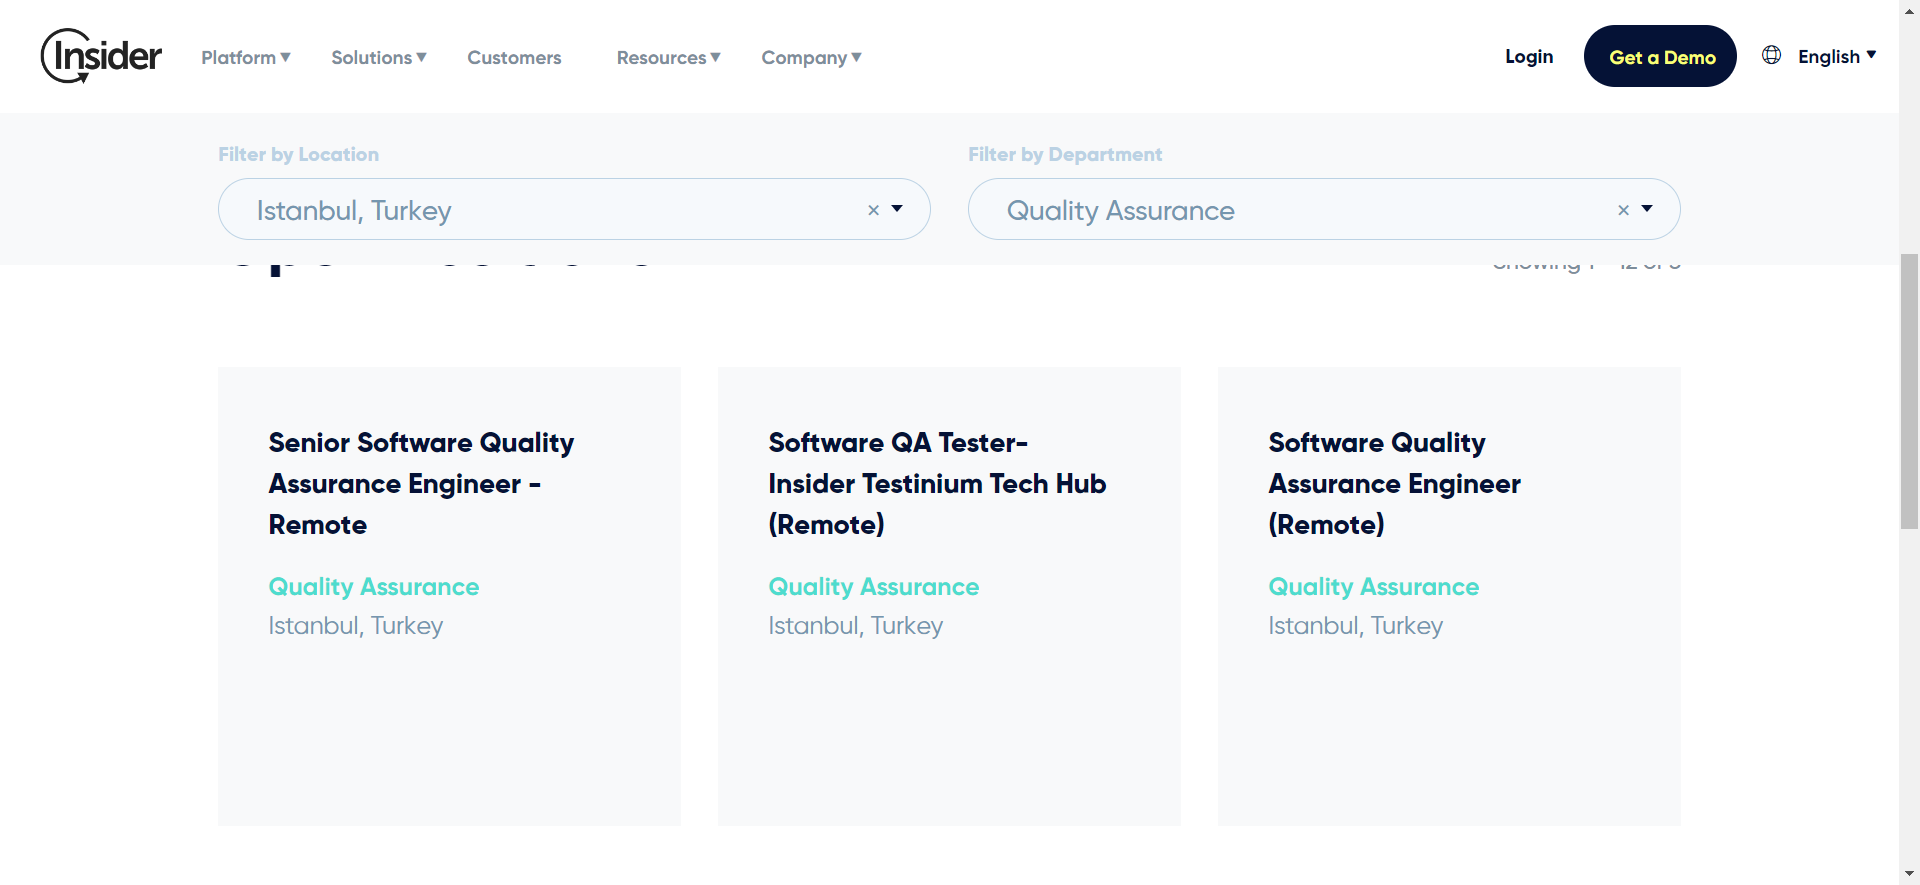 Insider
Platform▼ Solutions▼ Customers Resources▼ Company▼ Login Get a Demo English▼
Filter by Location Filter by Department
Istanbul, Turkey × Quality Assurance ×
Senior Software Quality
Assurance Engineer -
Remote
Quality Assurance
Istanbul, Turkey
Software QA Tester-
Insider Testinium Tech Hub
(Remote)
Quality Assurance
Istanbul, Turkey
Software Quality
Assurance Engineer
(Remote)
Quality Assurance
Istanbul, Turkey